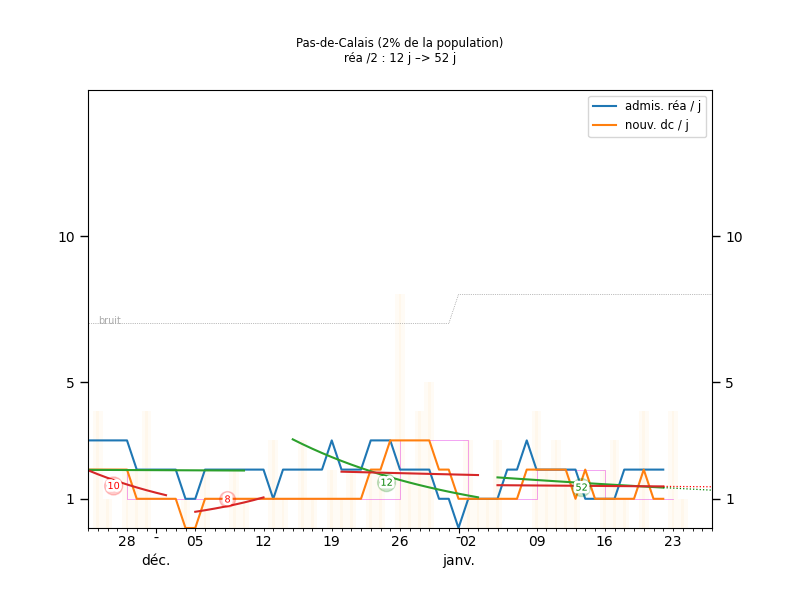 Pas-de-Calais (2% de la population)
réa /2 : 12 j –> 52 j
admis. réa / j
nouv. dc / j
10 10
bruit
5 5
-10 8 12 52
1 1
28 - 05 12 19 26 - 02 09 16 23
déc. janv.